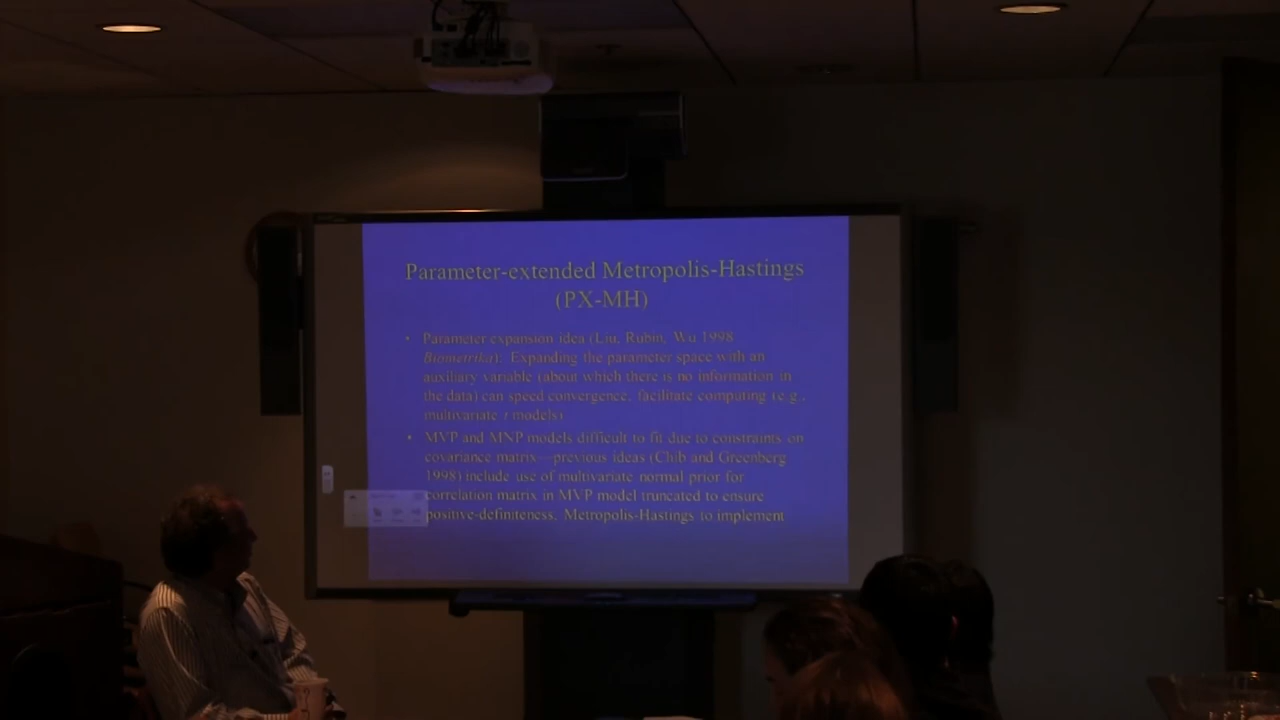 Parameter-extended Metropolis-Hastings
(PX-MH)
• Parameter expansion idea (Liu, Rubin, Wu 1998
Biometrika): Expanding the parameter space with an
auxiliary variable (about which there is no information in
the data) can speed convergence, facilitate computing (e.g.,
multivariate t models)
• MVP and MNP models difficult to fit due to constraints on
covariance matrix—previous ideas (Chib and Greenberg
1998) include use of multivariate normal prior for
correlation matrix in MVP model truncated to ensure
positive-definiteness. Metropolis-Hastings to implement